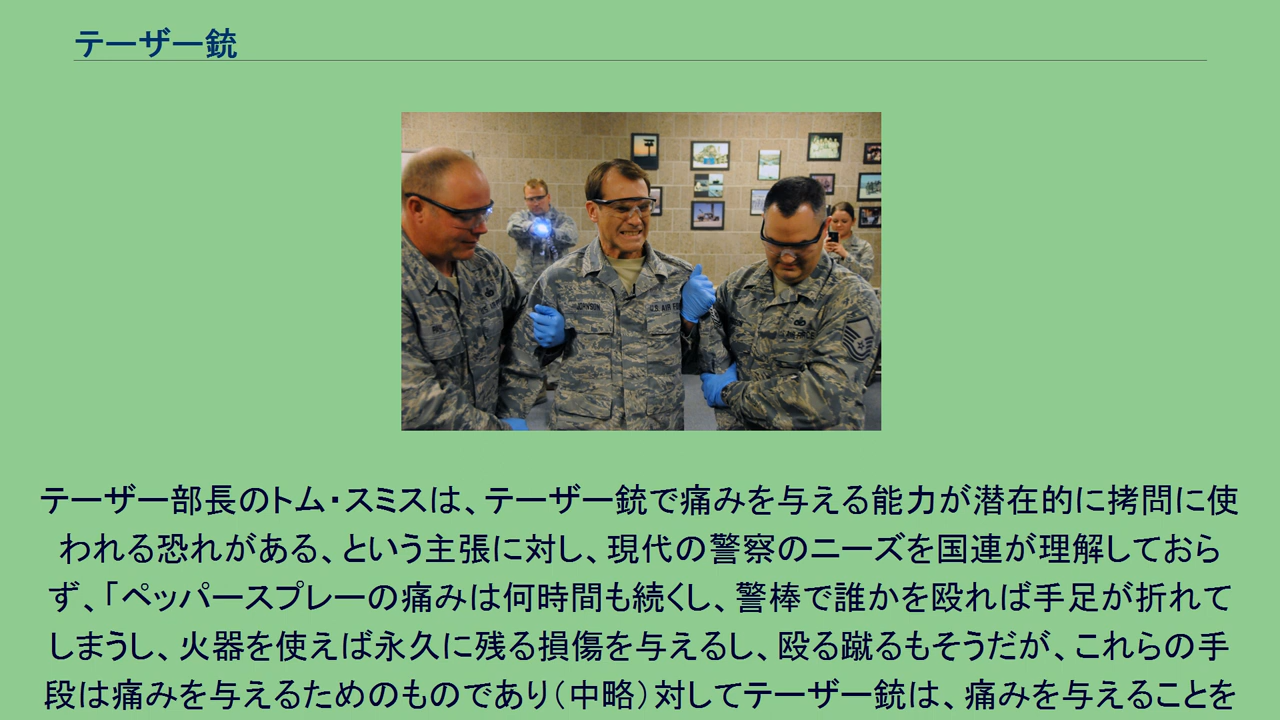 テーザー銃
JOHNSON
U.S. AIR FO
テーザー部長のトム・スミスは、テーザー銃で痛みを与える能力が潜在的に拷問に使
われる恐れがある、という主張に対し、現代の警察のニーズを国連が理解しておら
ず、「ペッパースプレーの痛みは何時間も続くし、警棒で誰かを殴れば手足が折れて
しまうし、火器を使えば永久に残る損傷を与えるし、殴る蹴るもそうだが、これらの手
段は痛みを与えるためのものであり（中略）対してテーザー銃は、痛みを与えることを